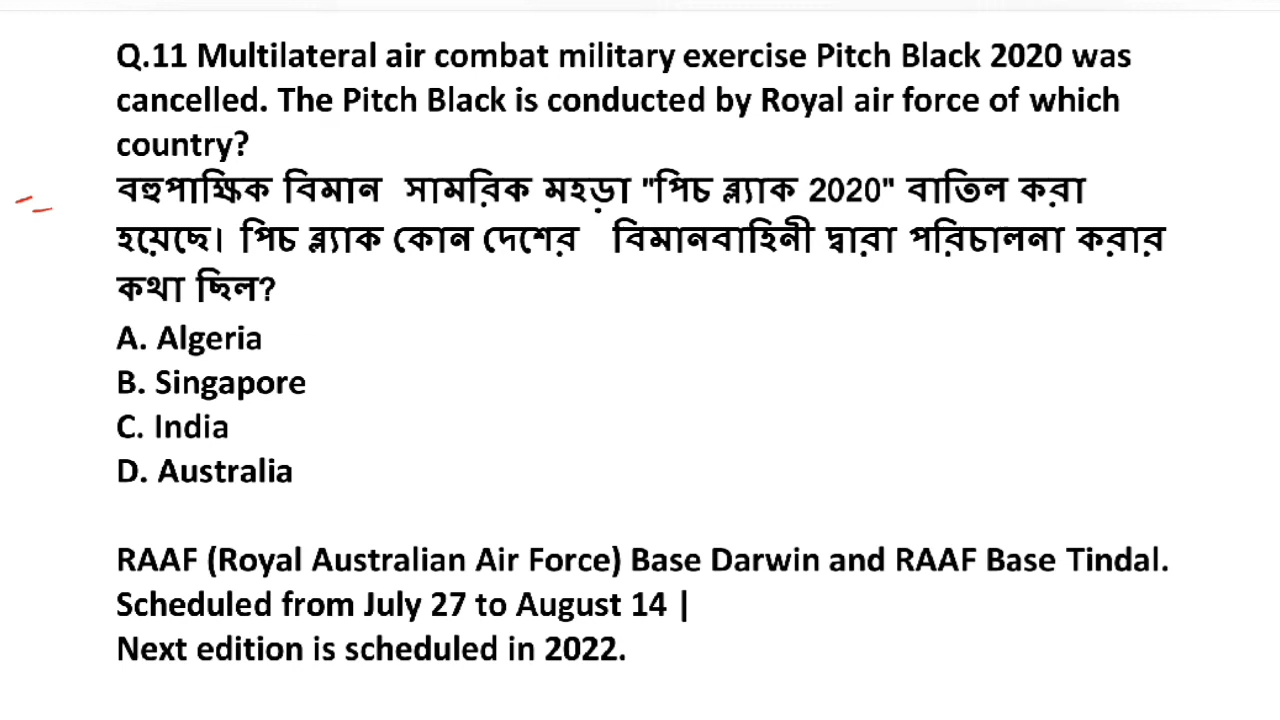 Q.11 Multilateral air combat military exercise Pitch Black 2020 was
cancelled. The Pitch Black is conducted by Royal air force of which
country?
বহুপাক্ষিক বিমান সামরিক মহড়া "পিচ ব্ল্যাক 2020" বাতিল করা
হয়েছে। পিচ ব্ল্যাক কোন দেশের বিমানবাহিনী দ্বারা পরিচালনা করার
কথা ছিল?
A. Algeria
B. Singapore
C. India
D. Australia
RAAF (Royal Australian Air Force) Base Darwin and RAAF Base Tindal.
Scheduled from July 27 to August 14 |
Next edition is scheduled in 2022.